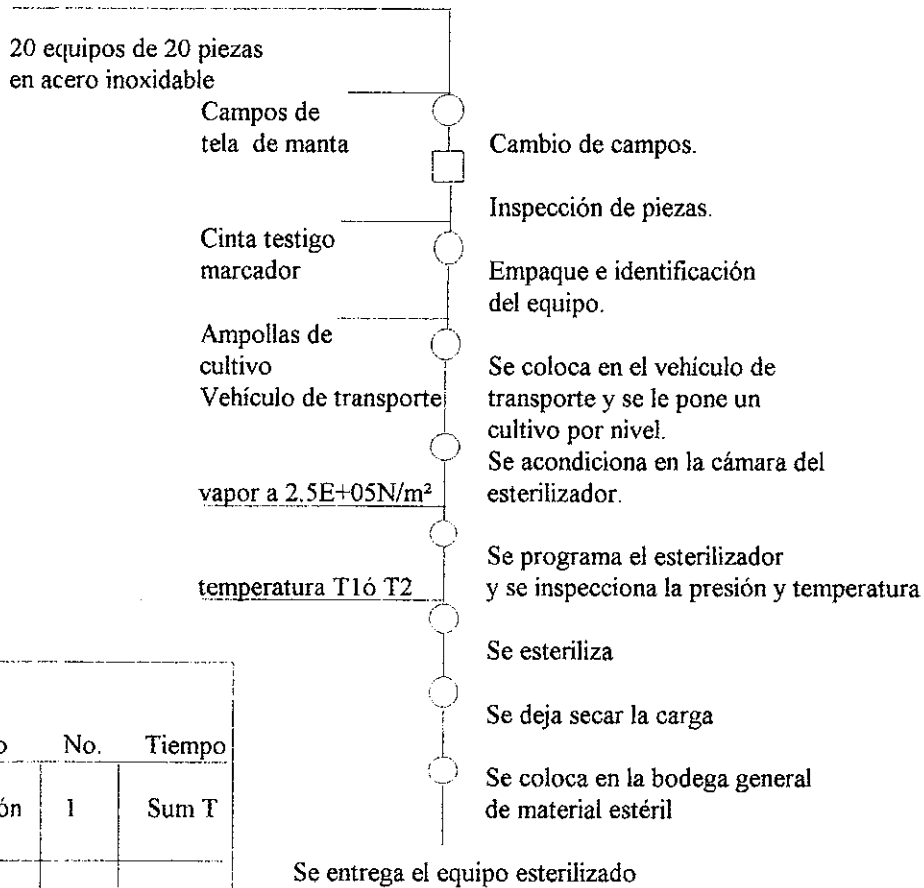 20 equipos de 20 piezas
en acero inoxidable
Campos de
tela de manta
Cambio de campos.
Inspección de piezas.
Cinta testigo
marcador
Empaque e identificación
del equipo.
Ampollas de
cultivo
Vehículo de transporte
Se coloca en el vehículo de
transporte y se le pone un
cultivo por nivel.
Se acondiciona en la cámara del
esterilizador.
vapor a 2.5E+05N/m²
Se programa el esterilizador
y se inspecciona la presión y temperatura
temperatura T1ó T2
Se esteriliza
Se deja secar la carga
Se coloca en la bodega general
de material estéril
Se entrega el equipo esterilizado
o No. Tiempo
ón 1 Sum T